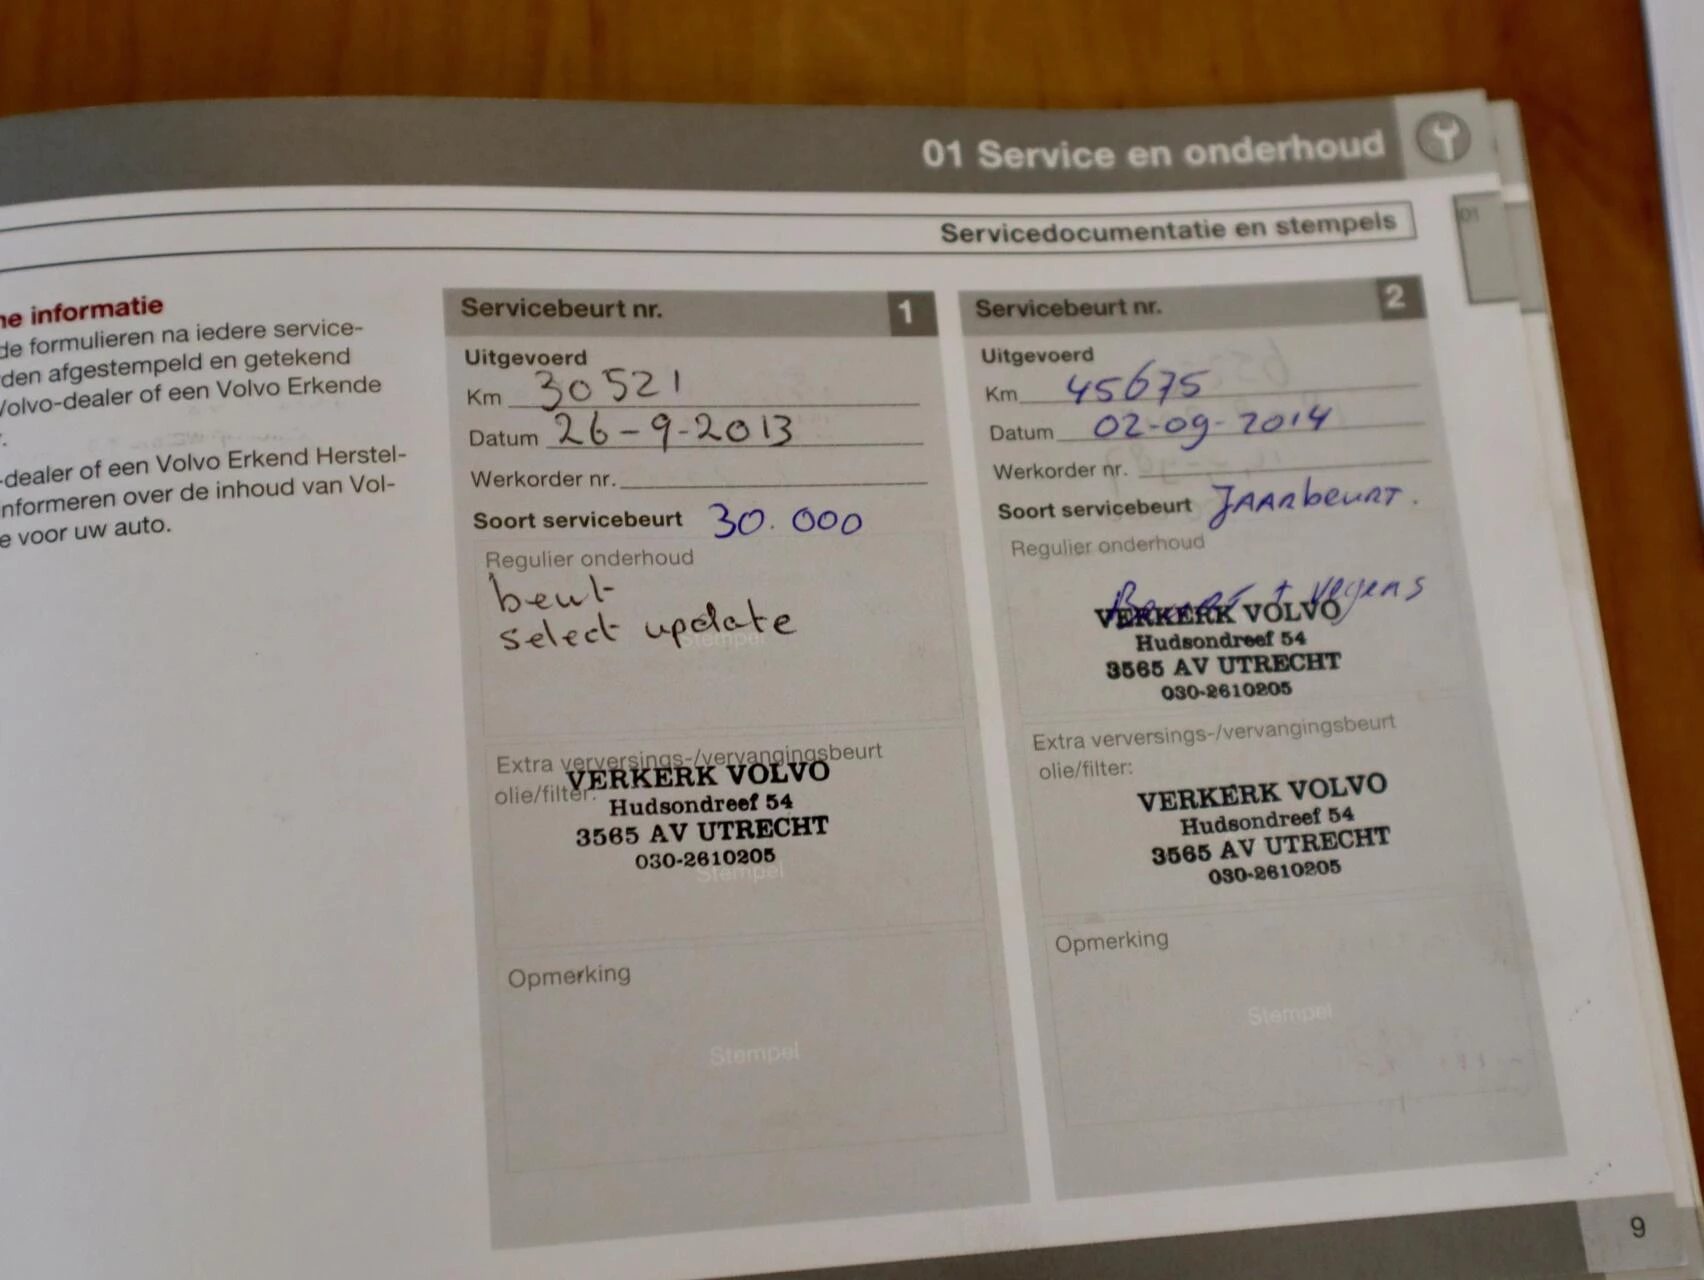 01 Service en onderhoud
01
Servicedocumentatie en stempels
ne informatie
de formulieren na iedere service-
den afgestempeld en getekend
Volvo-dealer of een Volvo Erkende
r.
-dealer of een Volvo Erkend Herstel-
nformeren over de inhoud van Vol-
e voor uw auto.
Servicebeurt nr. 1
Uitgevoerd
Km 30521
Datum 26-9-2013
Werkorder nr.
Soort servicebeurt 30.000
Regulier onderhoud
beurt
select update
Stempel
Extra verversings-/vervangingsbeurt
olie/filter:
VERKERK VOLVO
Hudsondreef 54
3565 AV UTRECHT
030-2610205
Stempel
Opmerking
Stempel
Servicebeurt nr. 2
Uitgevoerd
Km 45675
Datum 02-09-2014
Werkorder nr.
Soort servicebeurt JAARbeurt.
Regulier onderhoud
VERKERK VOLVO
Hudsondreef 54
3565 AV UTRECHT
030-2610205
Extra verversings-/vervangingsbeurt
olie/filter:
VERKERK VOLVO
Hudsondreef 54
3565 AV UTRECHT
030-2610205
Opmerking
Stempel
9